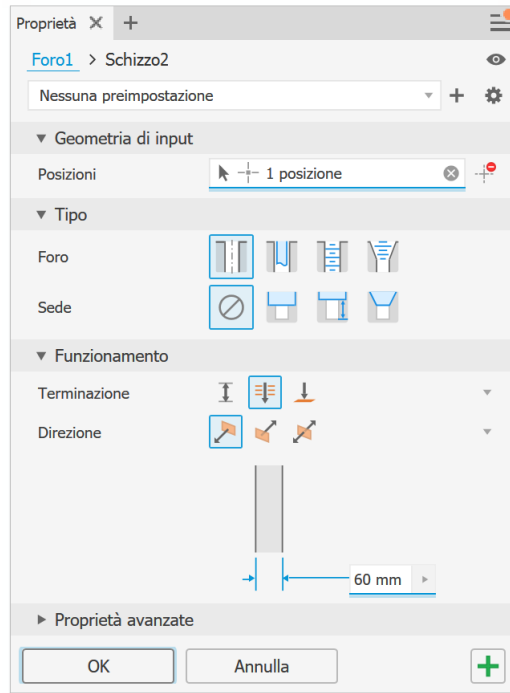 Proprietà
Foro1 > Schizzo2
Nessuna preimpostazione
Geometria di input
Posizioni 1 posizione
Tipo
Foro
Sede
Funzionamento
Terminazione
Direzione
60 mm
Proprietà avanzate
OK Annulla